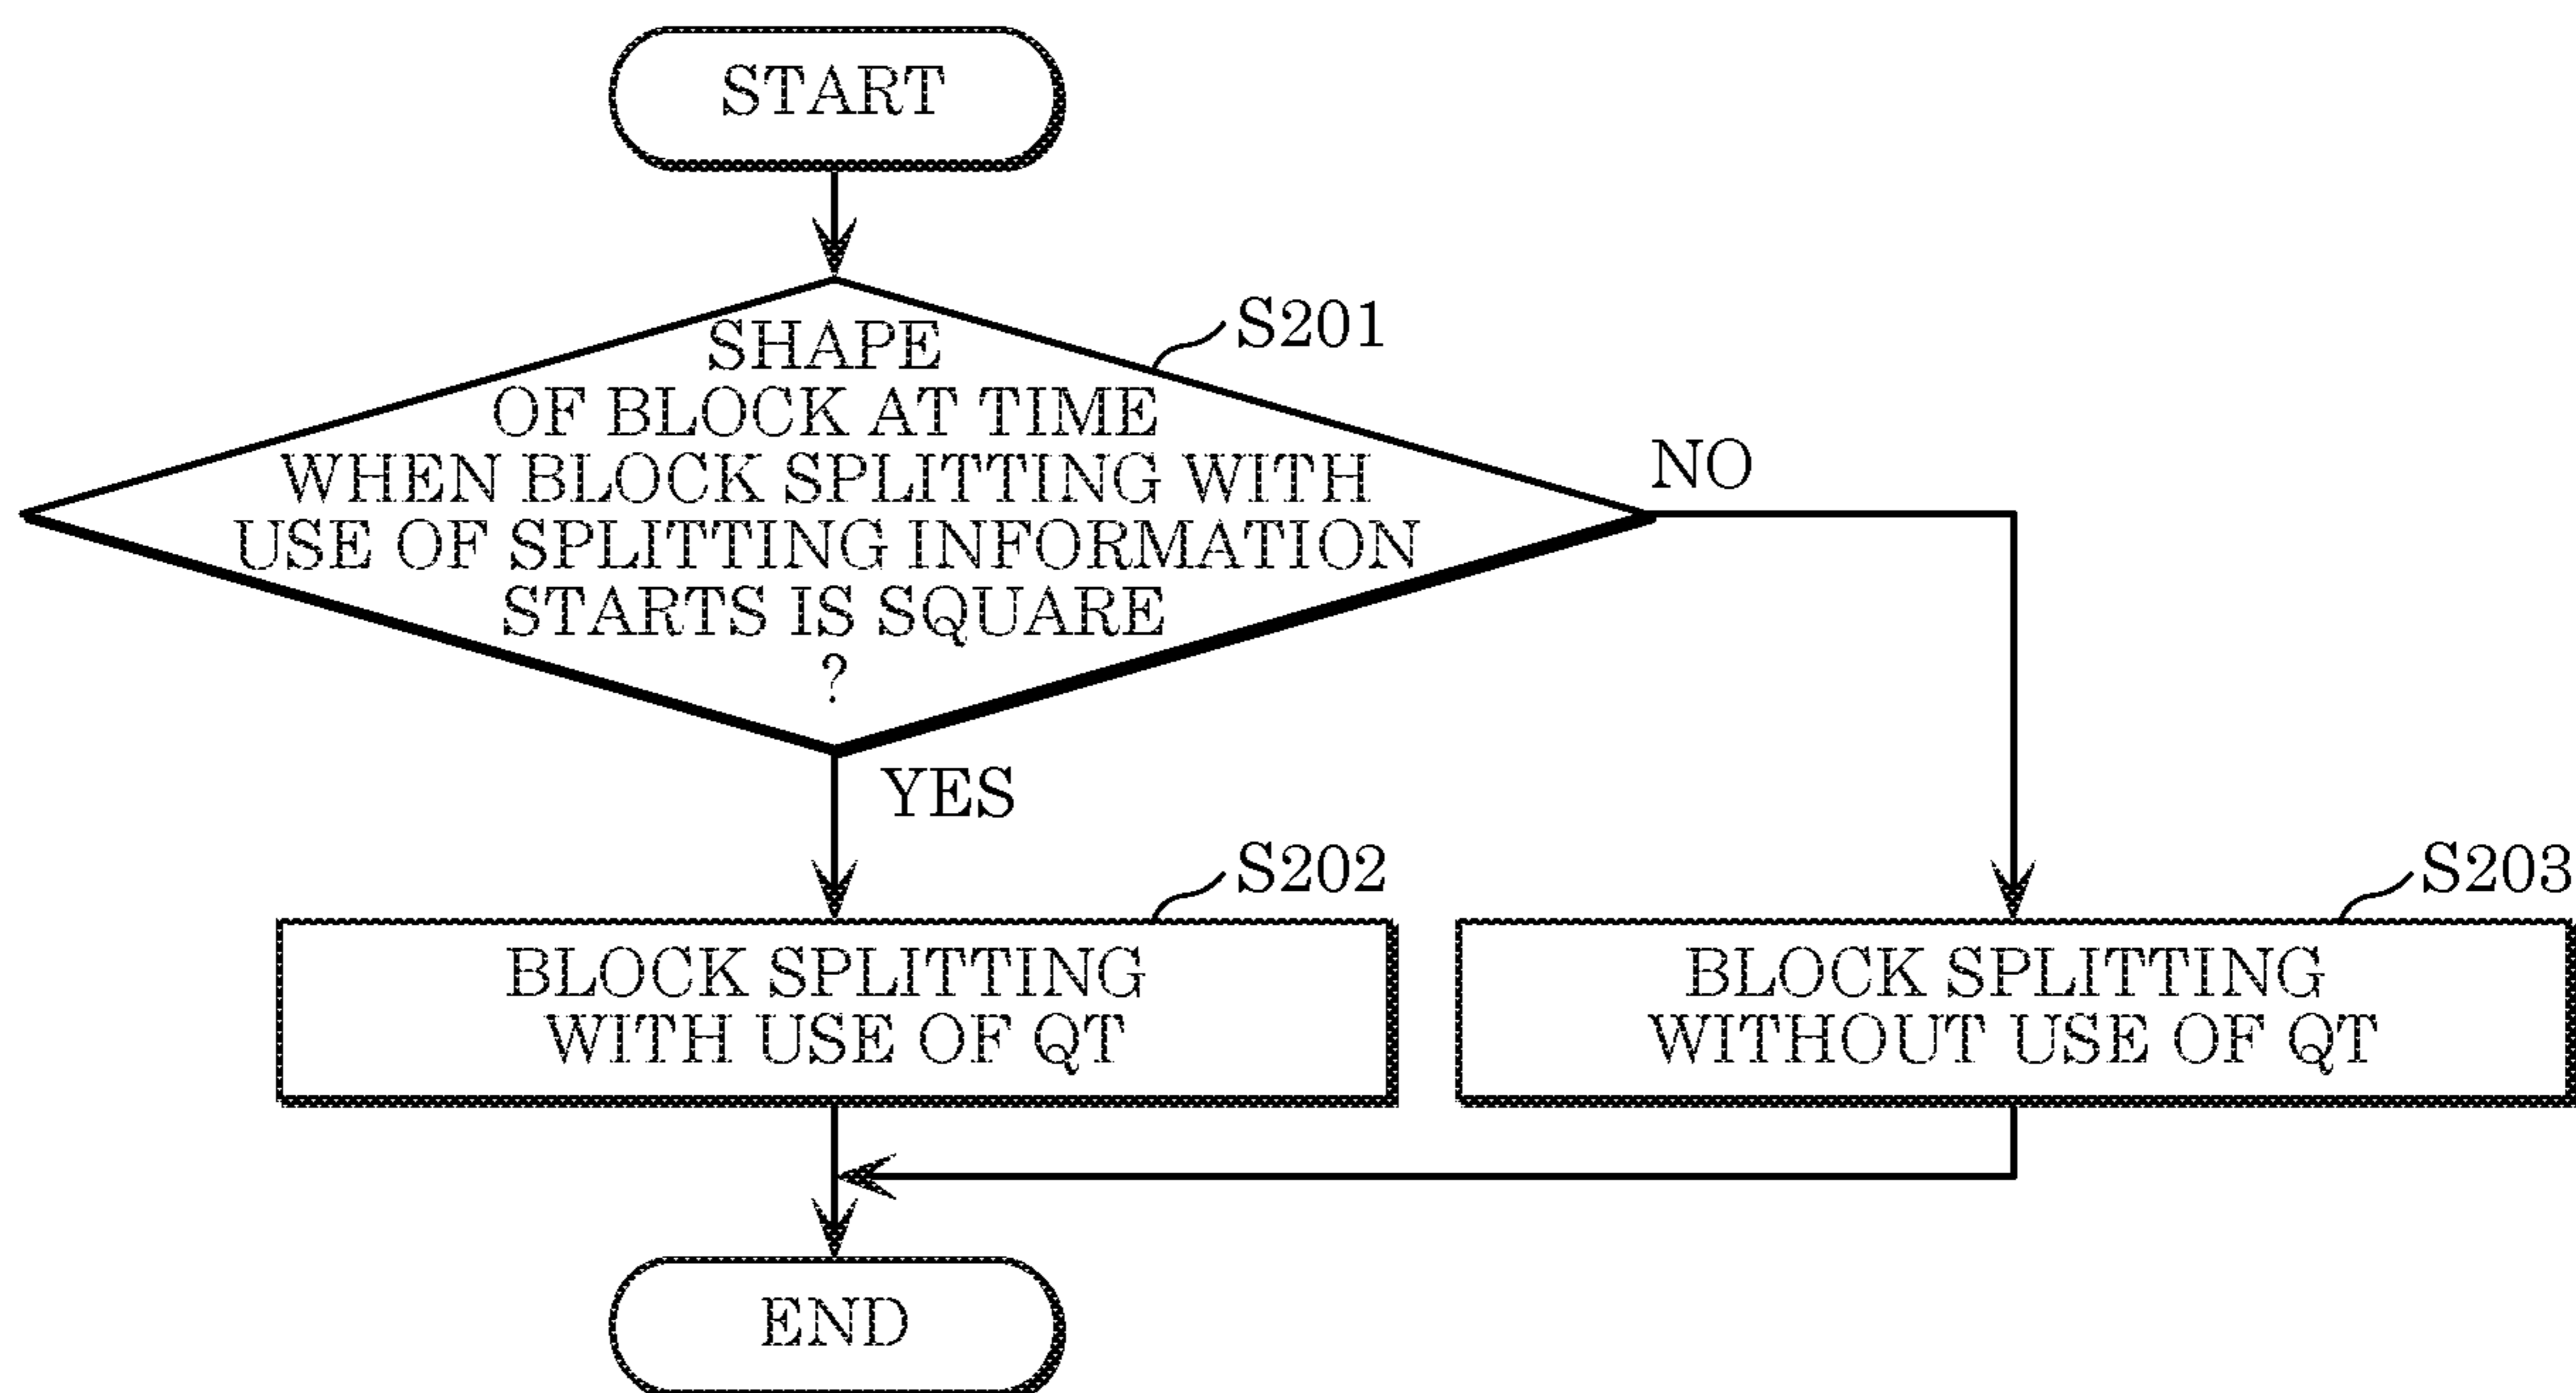 START
S201
SHAPE
OF BLOCK AT TIME
WHEN BLOCK SPLITTING WITH
USE OF SPLITTING INFORMATION
STARTS IS SQUARE
?
NO
YES
S202
BLOCK SPLITTING
WITH USE OF QT
S203
BLOCK SPLITTING
WITHOUT USE OF QT
END